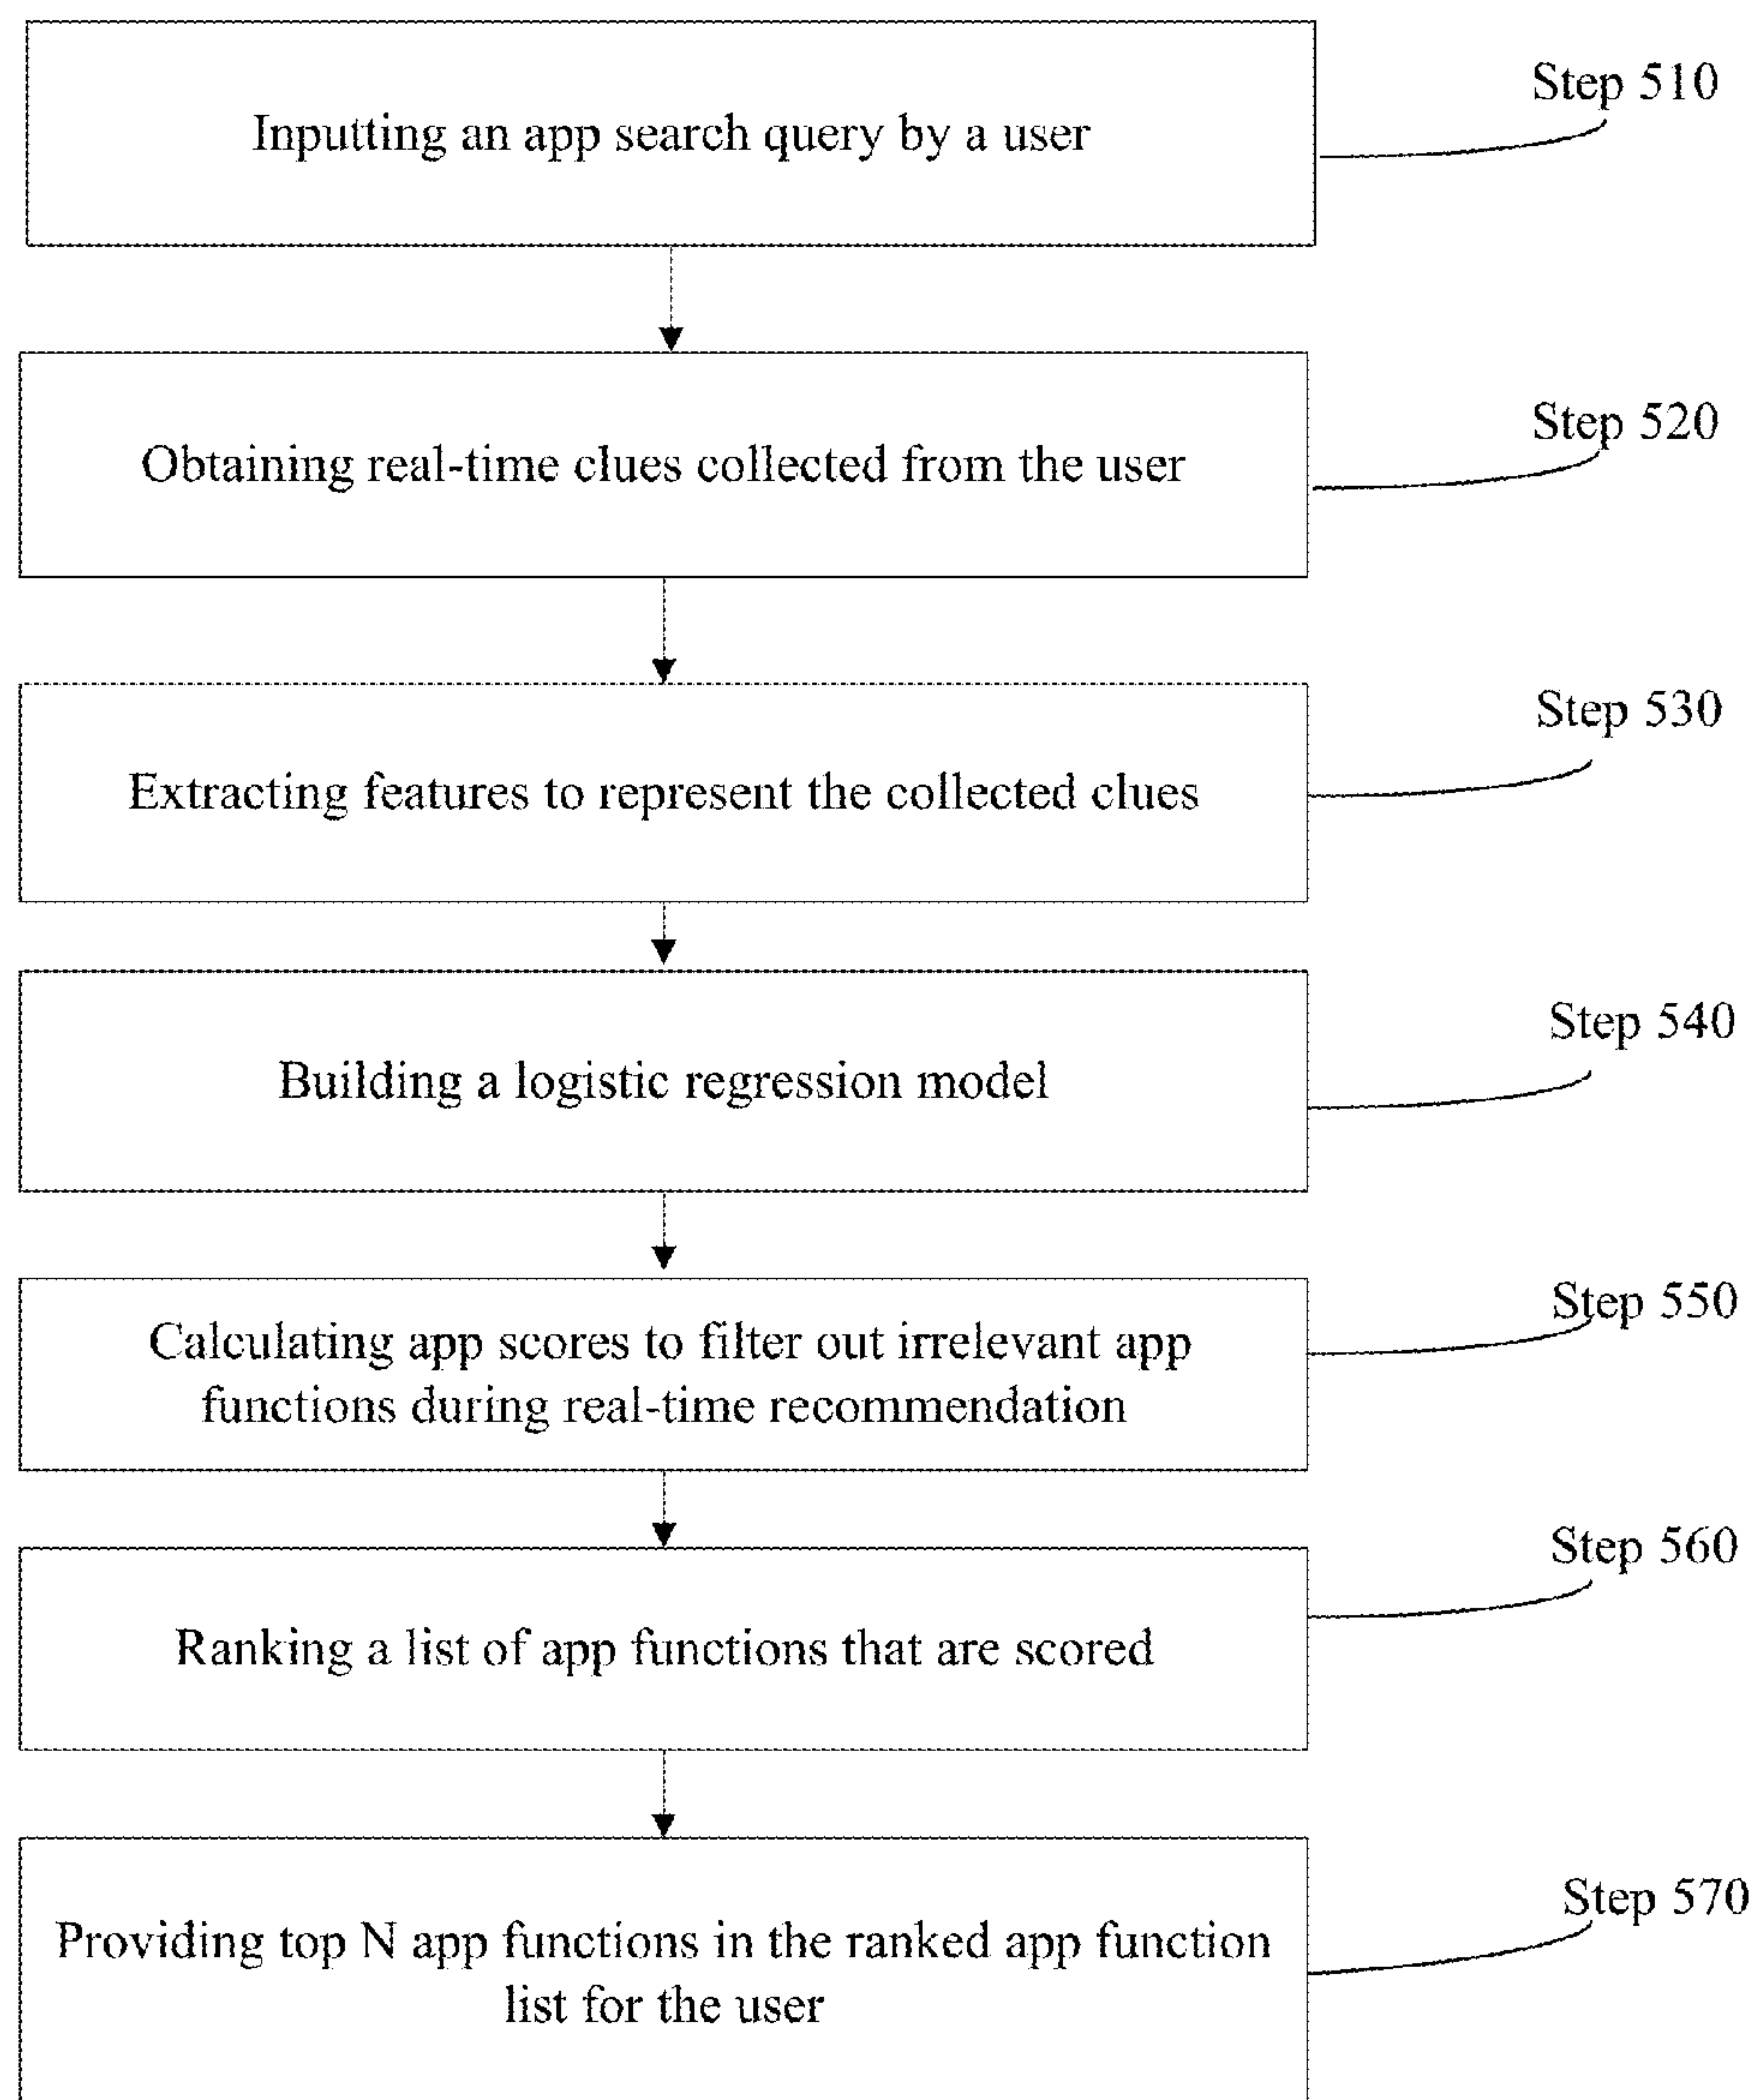 Inputting an app search query by a user
Step 510
Obtaining real-time clues collected from the user
Step 520
Extracting features to represent the collected clues
Step 530
Building a logistic regression model
Step 540
Calculating app scores to filter out irrelevant app
functions during real-time recommendation
Step 550
Ranking a list of app functions that are scored
Step 560
Providing top N app functions in the ranked app function
list for the user
Step 570